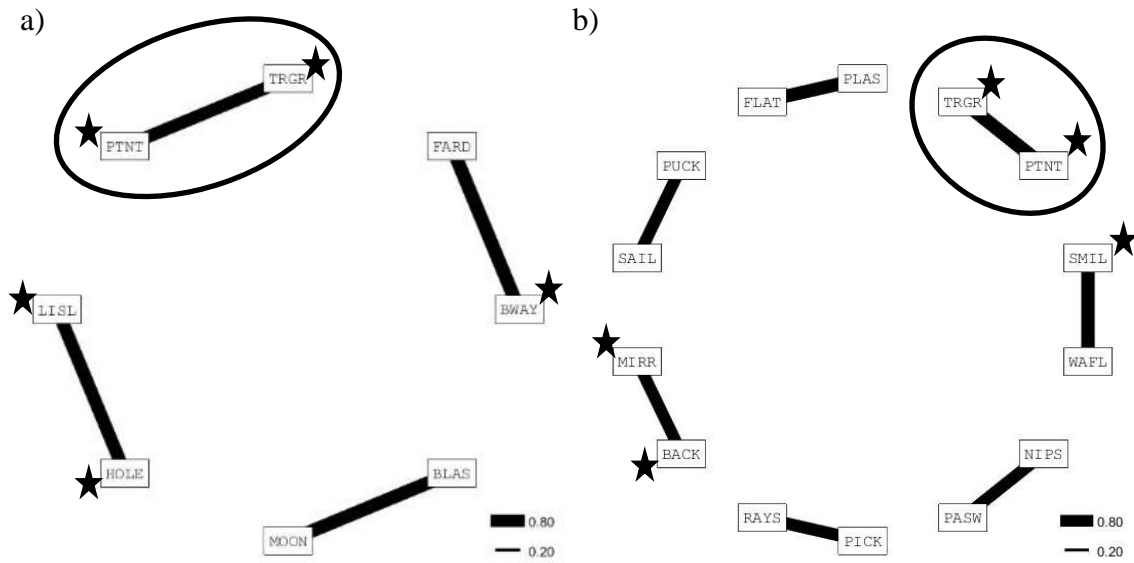 a)
TRGR
PTNT
FARD
LISL
BWAY
HOLE
BLAS
MOON
0.80
0.20
b)
PLAS
FLAT
TRGR
PUCK
PTNT
SAIL
SMIL
MIRR
WAFL
BACK
NIPS
RAYS
PASW
PICK
0.80
0.20